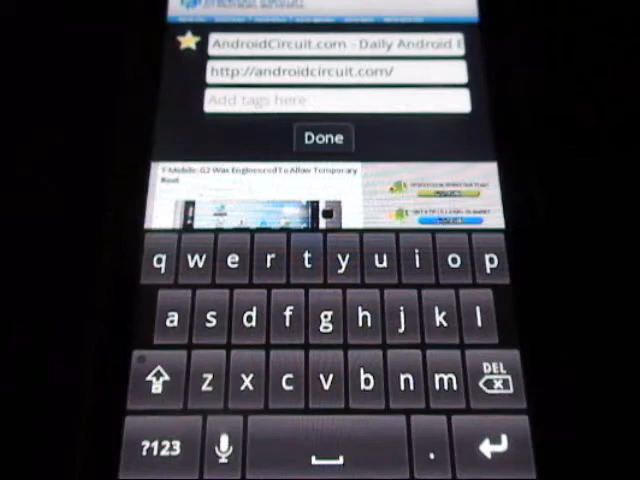 AndroidCircuit.com - Daily Android E
http://androidcircuit.com/
Add tags here
Done
T-Mobile: G2 Was Engineered To Allow Temporary
Root
q w e r t y u i o p
a s d f g h j k l
z x c v b n m DEL
?123 .